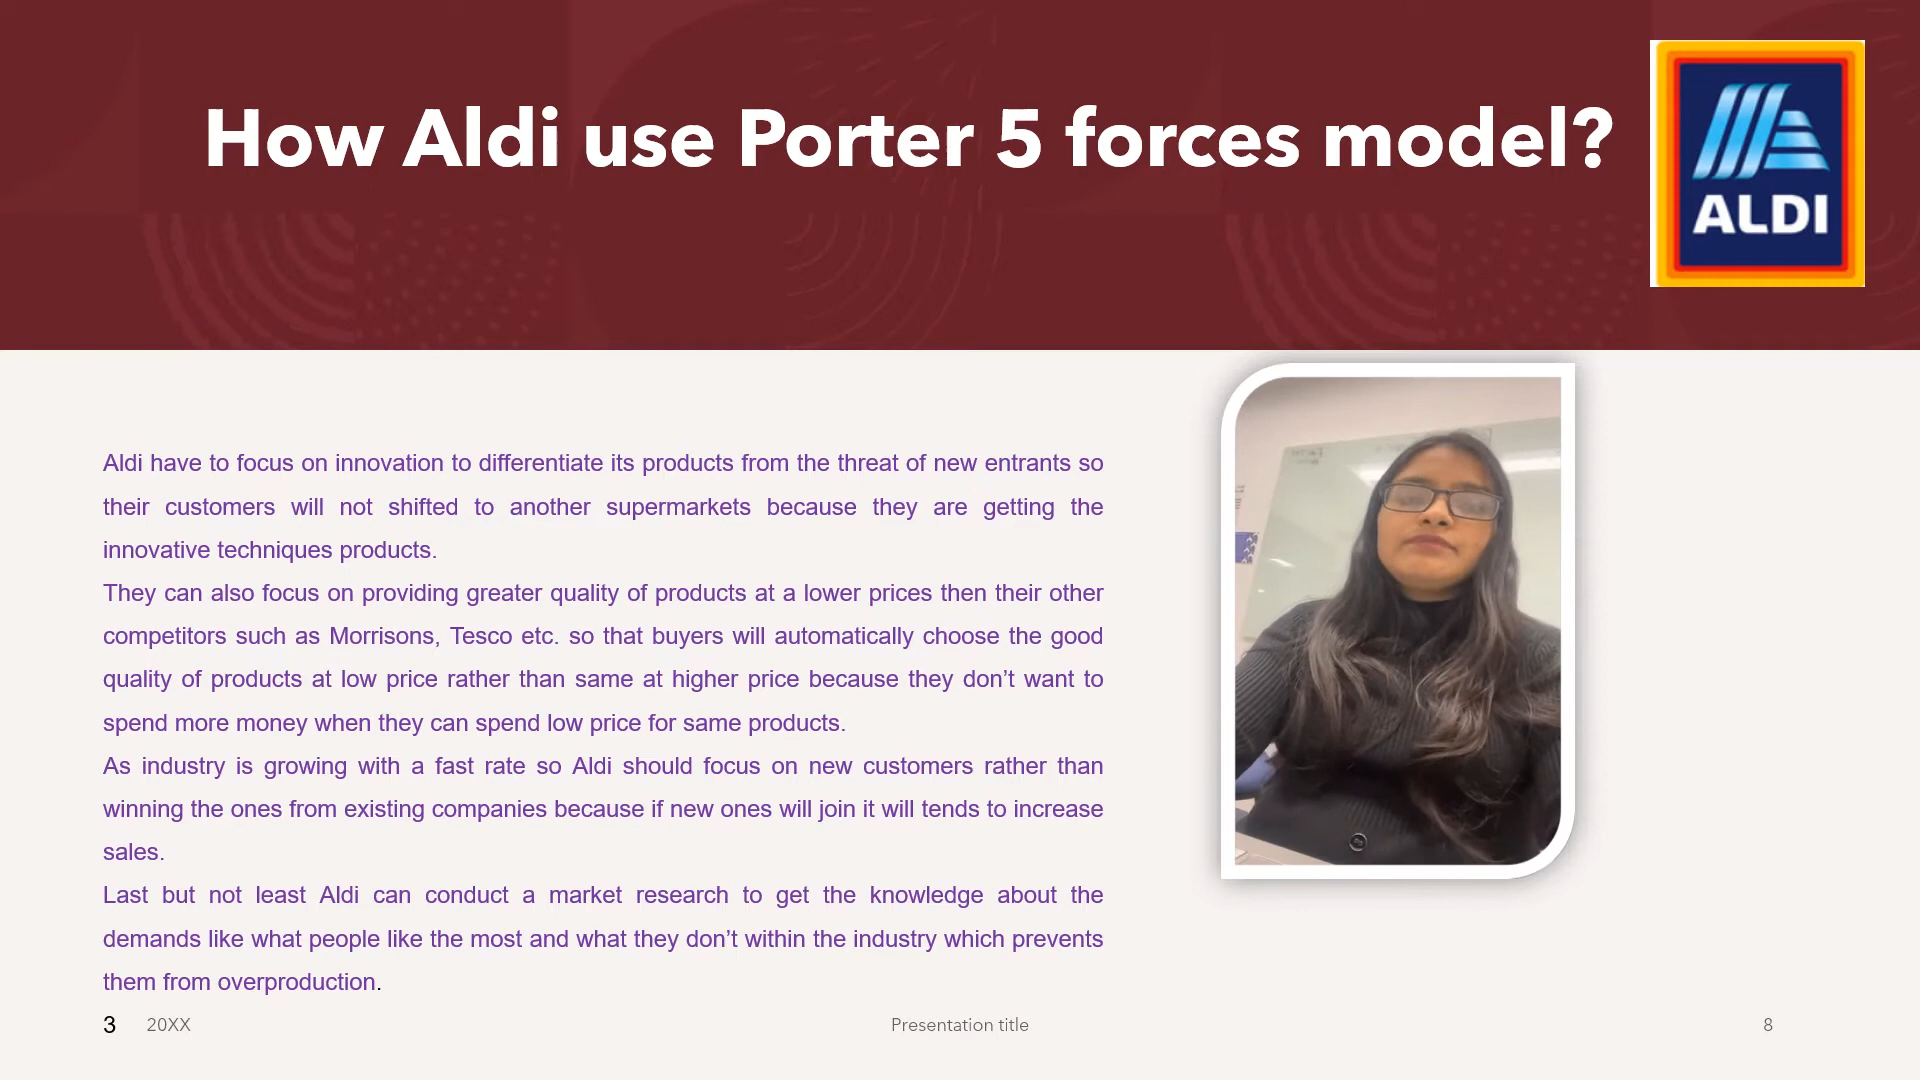 How Aldi use Porter 5 forces model?
ALDI
Aldi have to focus on innovation to differentiate its products from the threat of new entrants so
their customers will not shifted to another supermarkets because they are getting the
innovative techniques products.
They can also focus on providing greater quality of products at a lower prices then their other
competitors such as Morrisons, Tesco etc. so that buyers will automatically choose the good
quality of products at low price rather than same at higher price because they don’t want to
spend more money when they can spend low price for same products.
As industry is growing with a fast rate so Aldi should focus on new customers rather than
winning the ones from existing companies because if new ones will join it will tends to increase
sales.
Last but not least Aldi can conduct a market research to get the knowledge about the
demands like what people like the most and what they don’t within the industry which prevents
them from overproduction.
3 20XX Presentation title 8